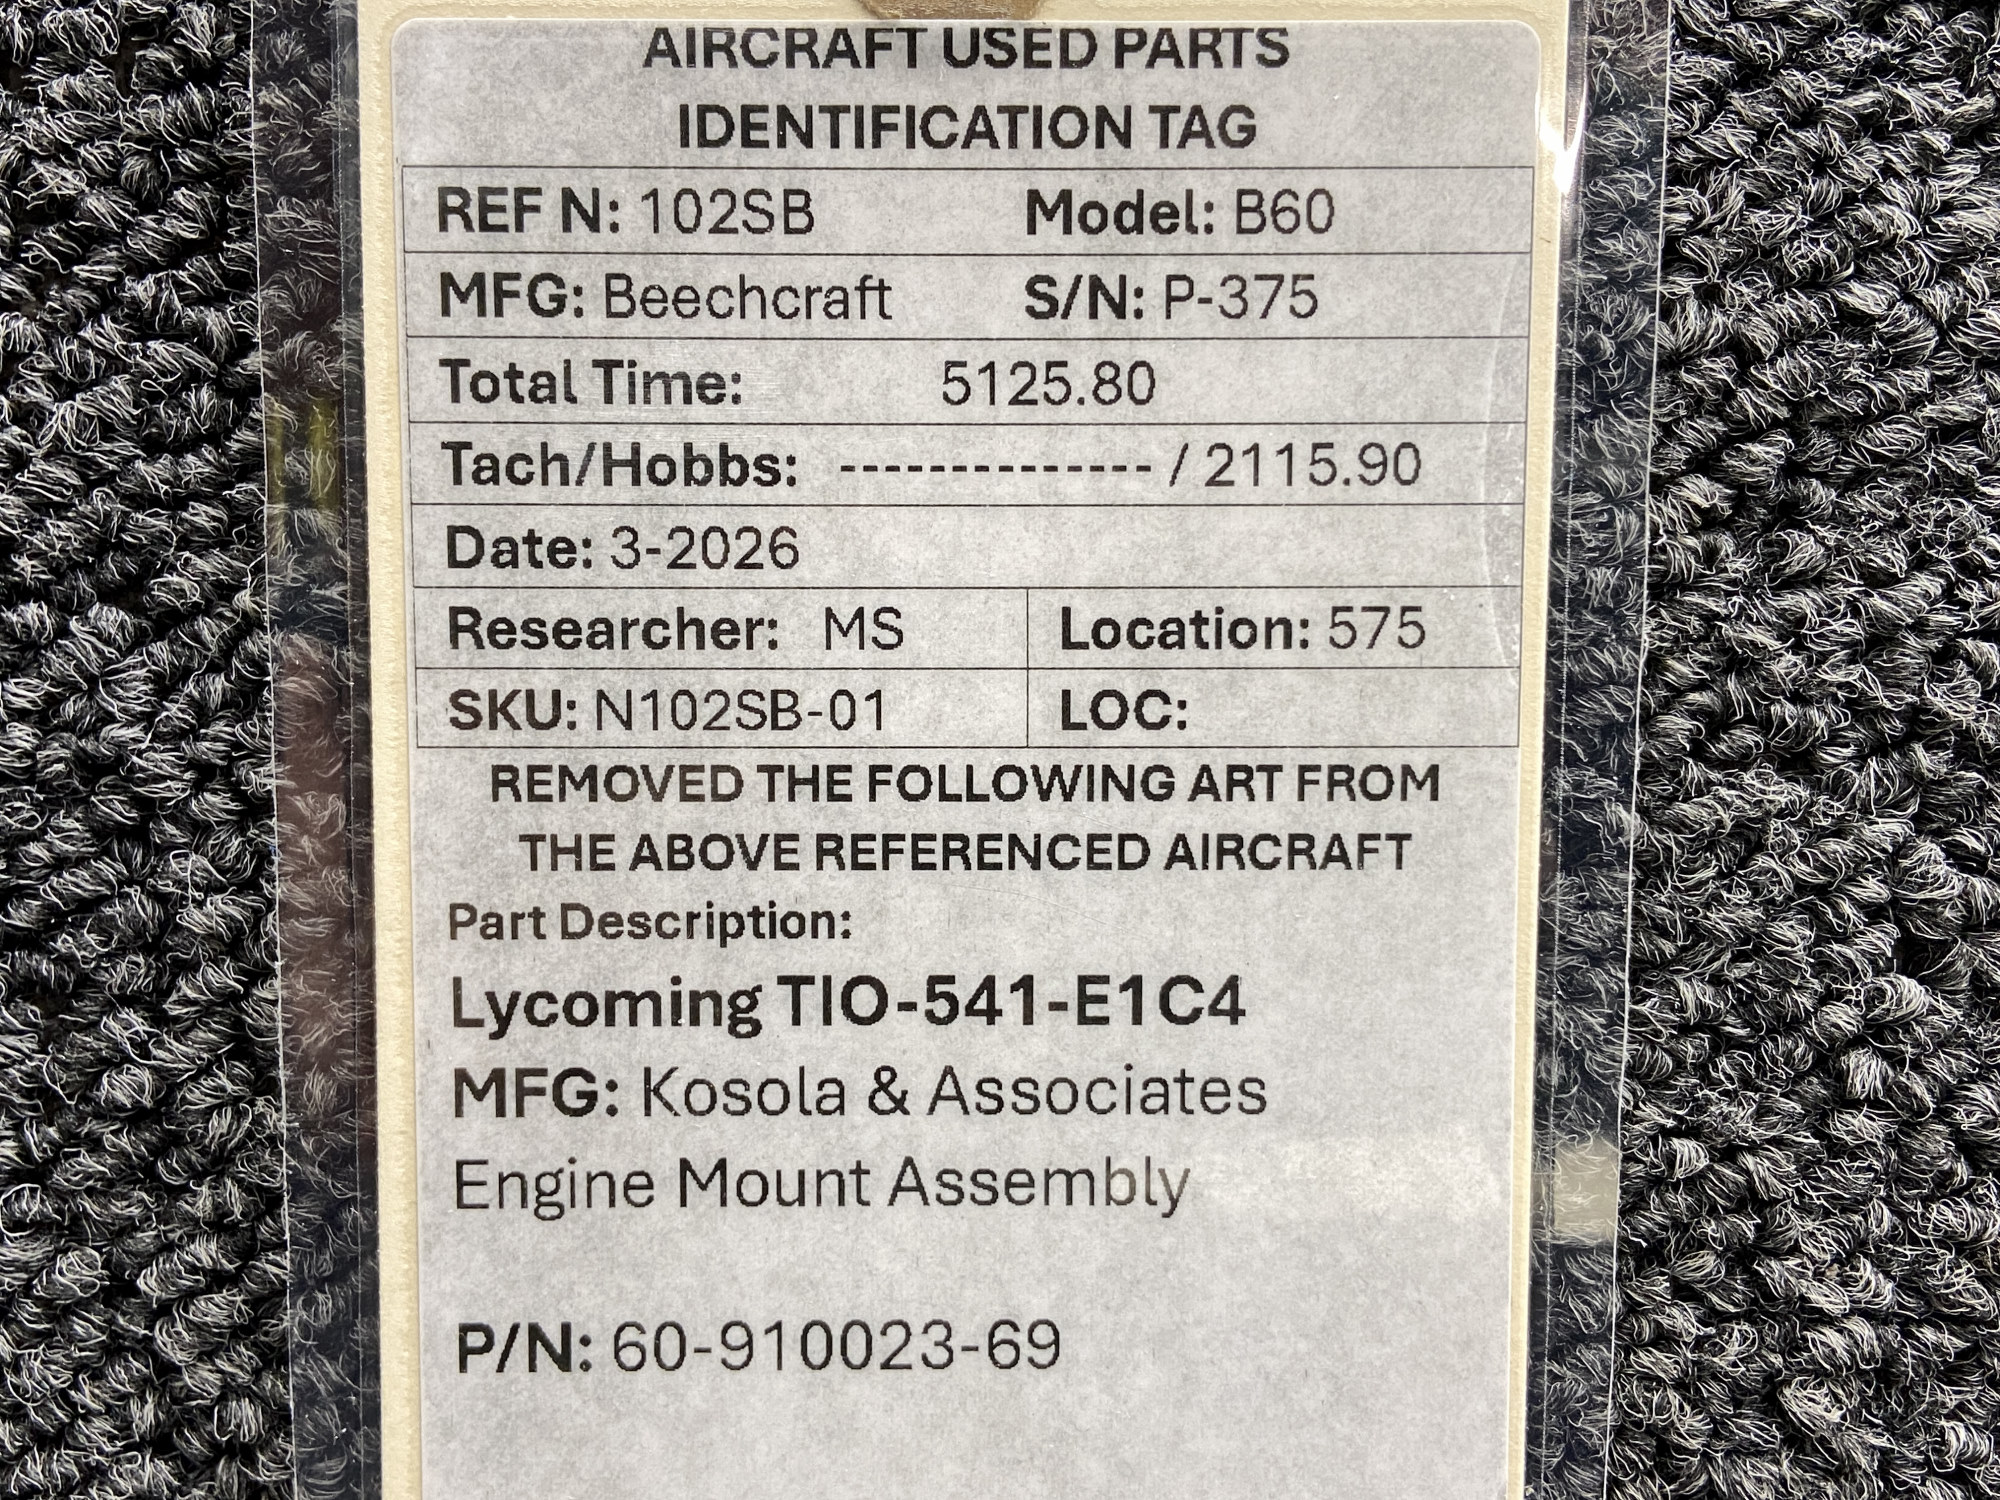 AIRCRAFT USED PARTS
IDENTIFICATION TAG
REF N: 102SB Model: B60
MFG: Beechcraft S/N: P-375
Total Time: 5125.80
Tach/Hobbs: -------------- / 2115.90
Date: 3-2026
Researcher: MS Location: 575
SKU: N102SB-01 LOC:
REMOVED THE FOLLOWING ART FROM
THE ABOVE REFERENCED AIRCRAFT
Part Description:
Lycoming TIO-541-E1C4
MFG: Kosola & Associates
Engine Mount Assembly
P/N: 60-910023-69